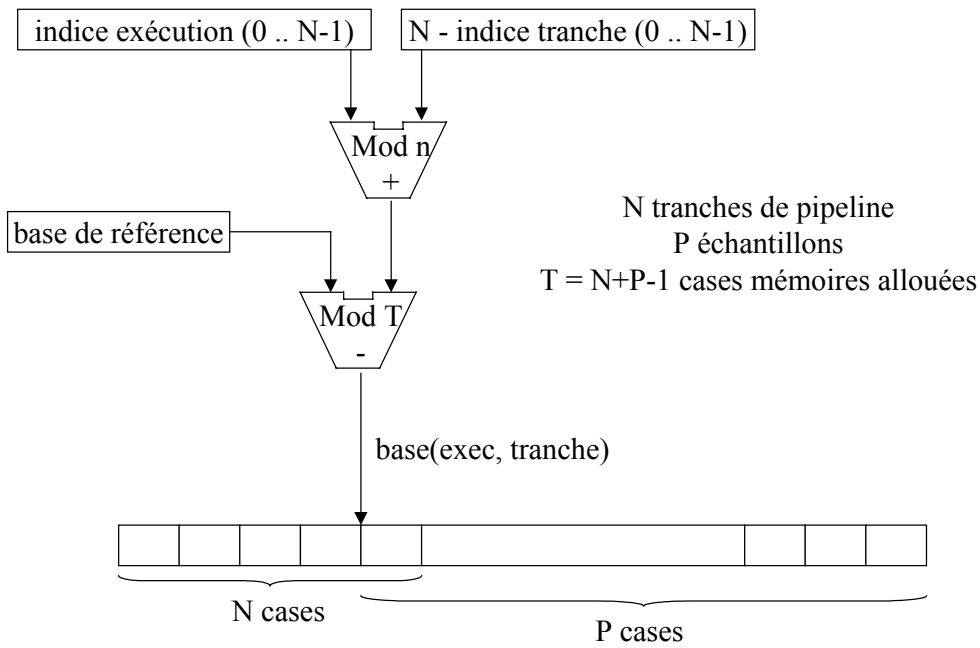 indice exécution (0 .. N-1)
N - indice tranche (0 .. N-1)
Mod n
+
base de référence
N tranches de pipeline
P échantillons
T = N+P-1 cases mémoires allouées
Mod T
-
base(exec, tranche)
N cases
P cases